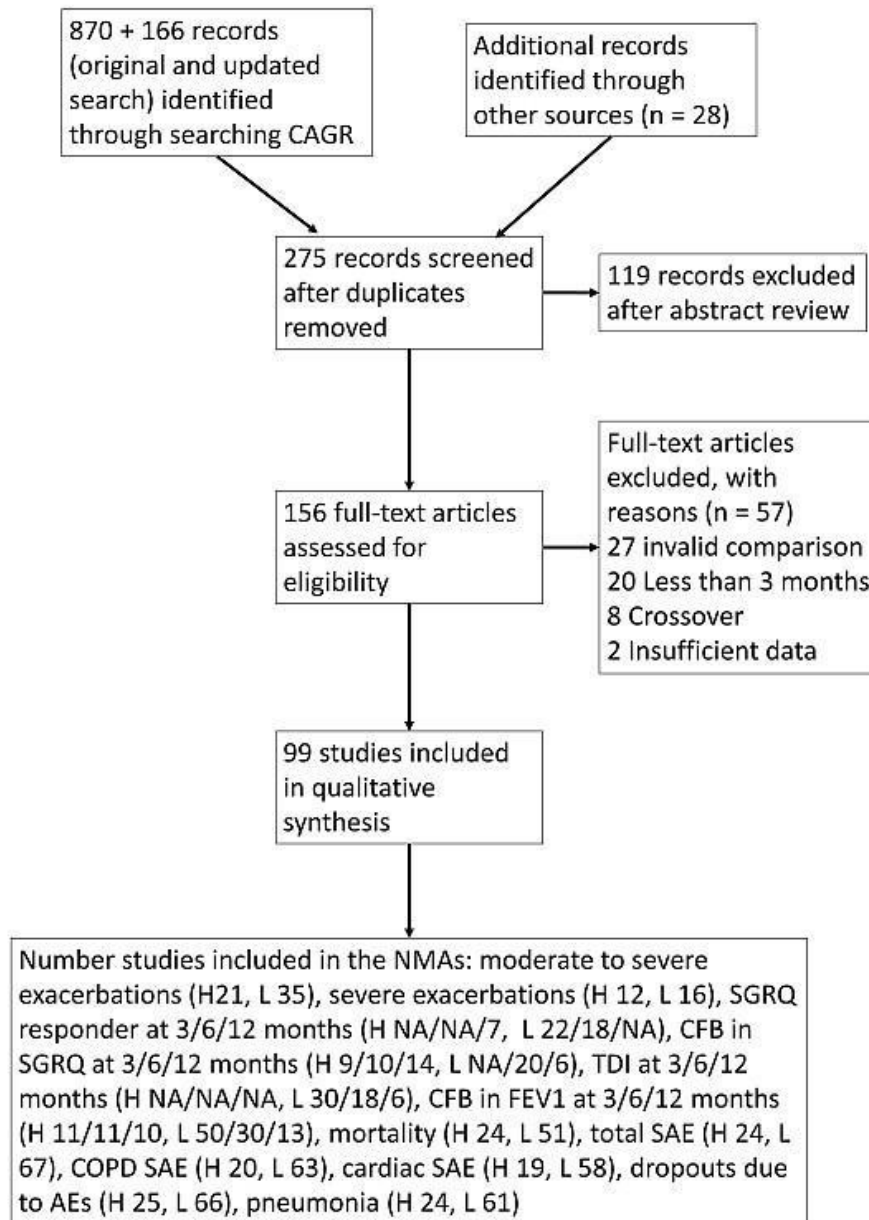 870 + 166 records
(original and updated
search) identified
through searching CAGR
Additional records
identified through
other sources (n = 28)
275 records screened
after duplicates
removed
119 records excluded
after abstract review
156 full-text articles
assessed for
eligibility
Full-text articles
excluded, with
reasons (n = 57)
27 invalid comparison
20 Less than 3 months
8 Crossover
2 Insufficient data
99 studies included
in qualitative
synthesis
Number studies included in the NMAs: moderate to severe
exacerbations (H21, L 35), severe exacerbations (H 12, L 16), SGRQ
responder at 3/6/12 months (H NA/NA/7, L 22/18/NA), CFB in
SGRQ at 3/6/12 months (H 9/10/14, L NA/20/6), TDI at 3/6/12
months (H NA/NA/NA, L 30/18/6), CFB in FEV1 at 3/6/12 months
(H 11/11/10, L 50/30/13), mortality (H 24, L 51), total SAE (H 24, L
67), COPD SAE (H 20, L 63), cardiac SAE (H 19, L 58), dropouts due
to AEs (H 25, L 66), pneumonia (H 24, L 61)